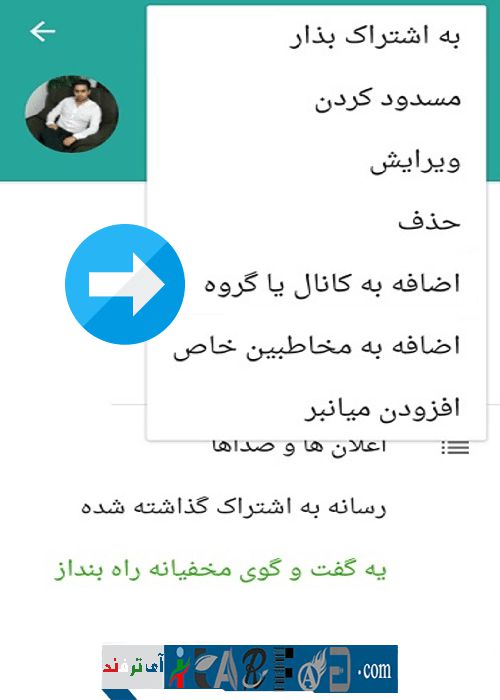 به اشتراک بذار
مسدود کردن
ویرایش
حذف
اضافه به کانال یا گروه
اضافه به مخاطبین خاص
افزودن میانبر
اعلان ها و صداها
رسانه به اشتراک گذاشته شده
یه گفت و گوی مخفیانه راه بنداز
آی ترفند
.com